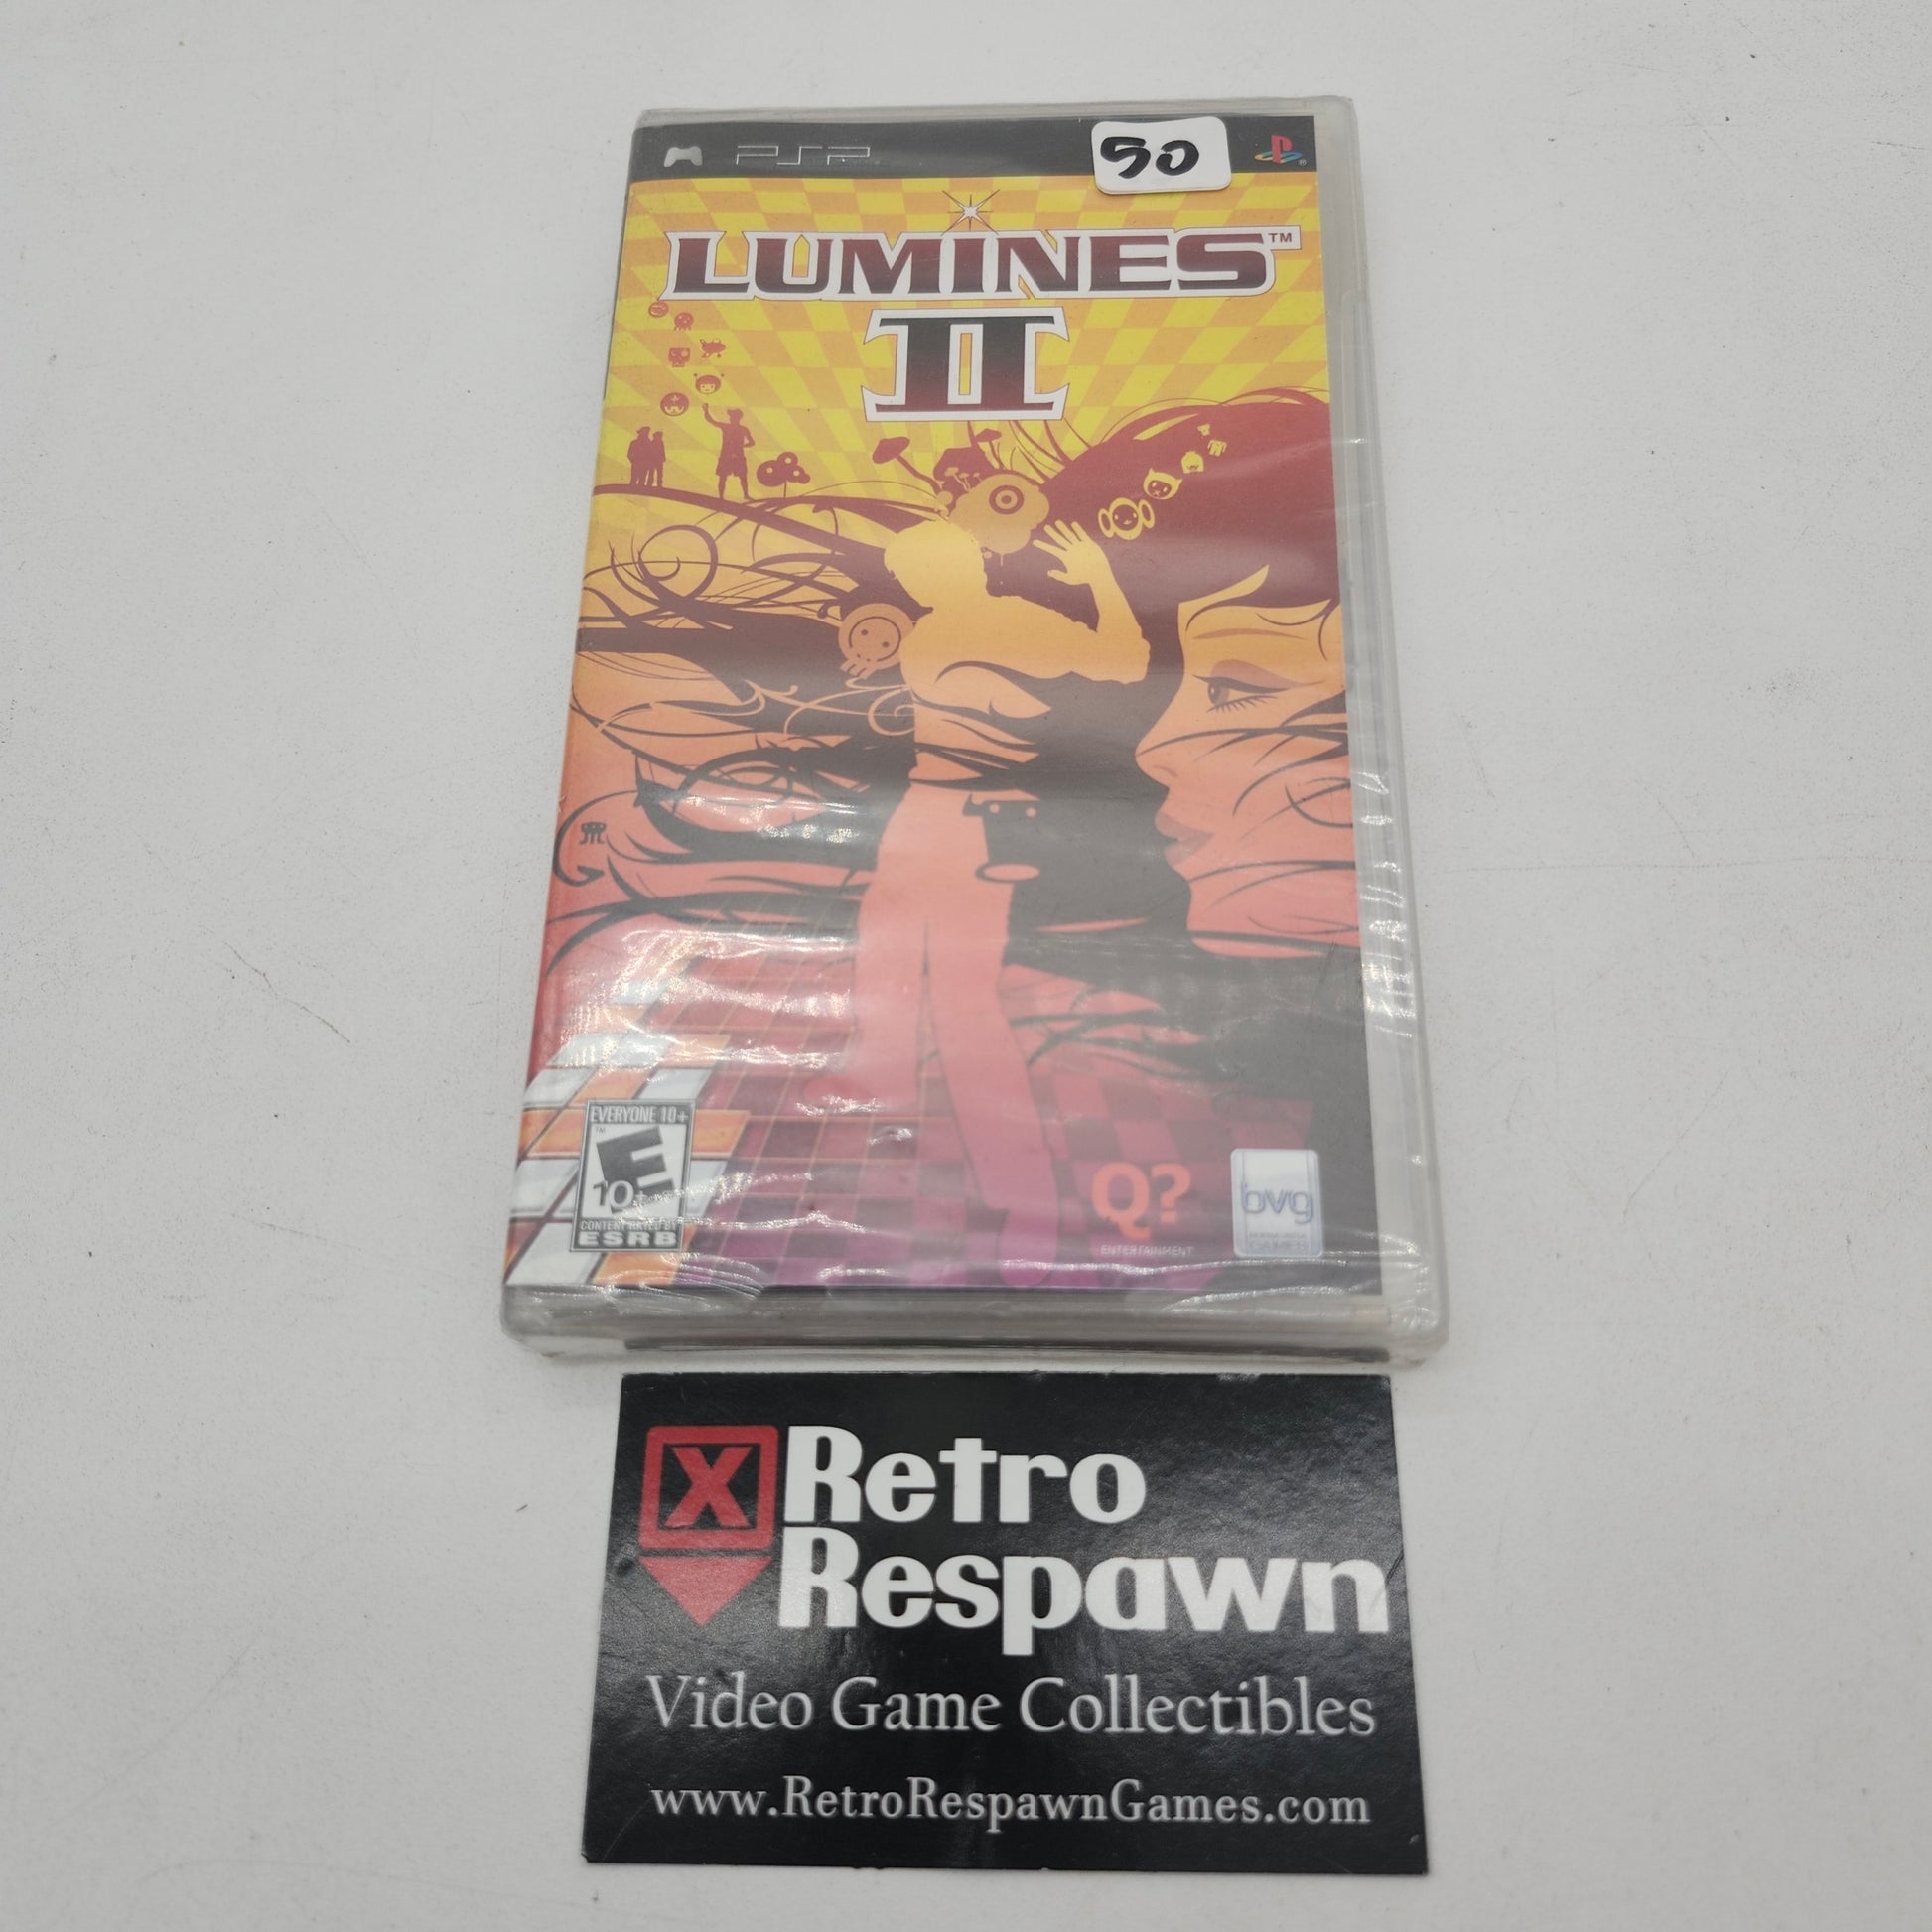 PSP
50
LUMINES™
II
EVERYONE 10+
E
10+
CONTENT RATED BY
ESRB
Q?
ENTERTAINMENT
bvg
GAMES
X Retro
Respawn
Video Game Collectibles
www.RetroRespawnGames.com